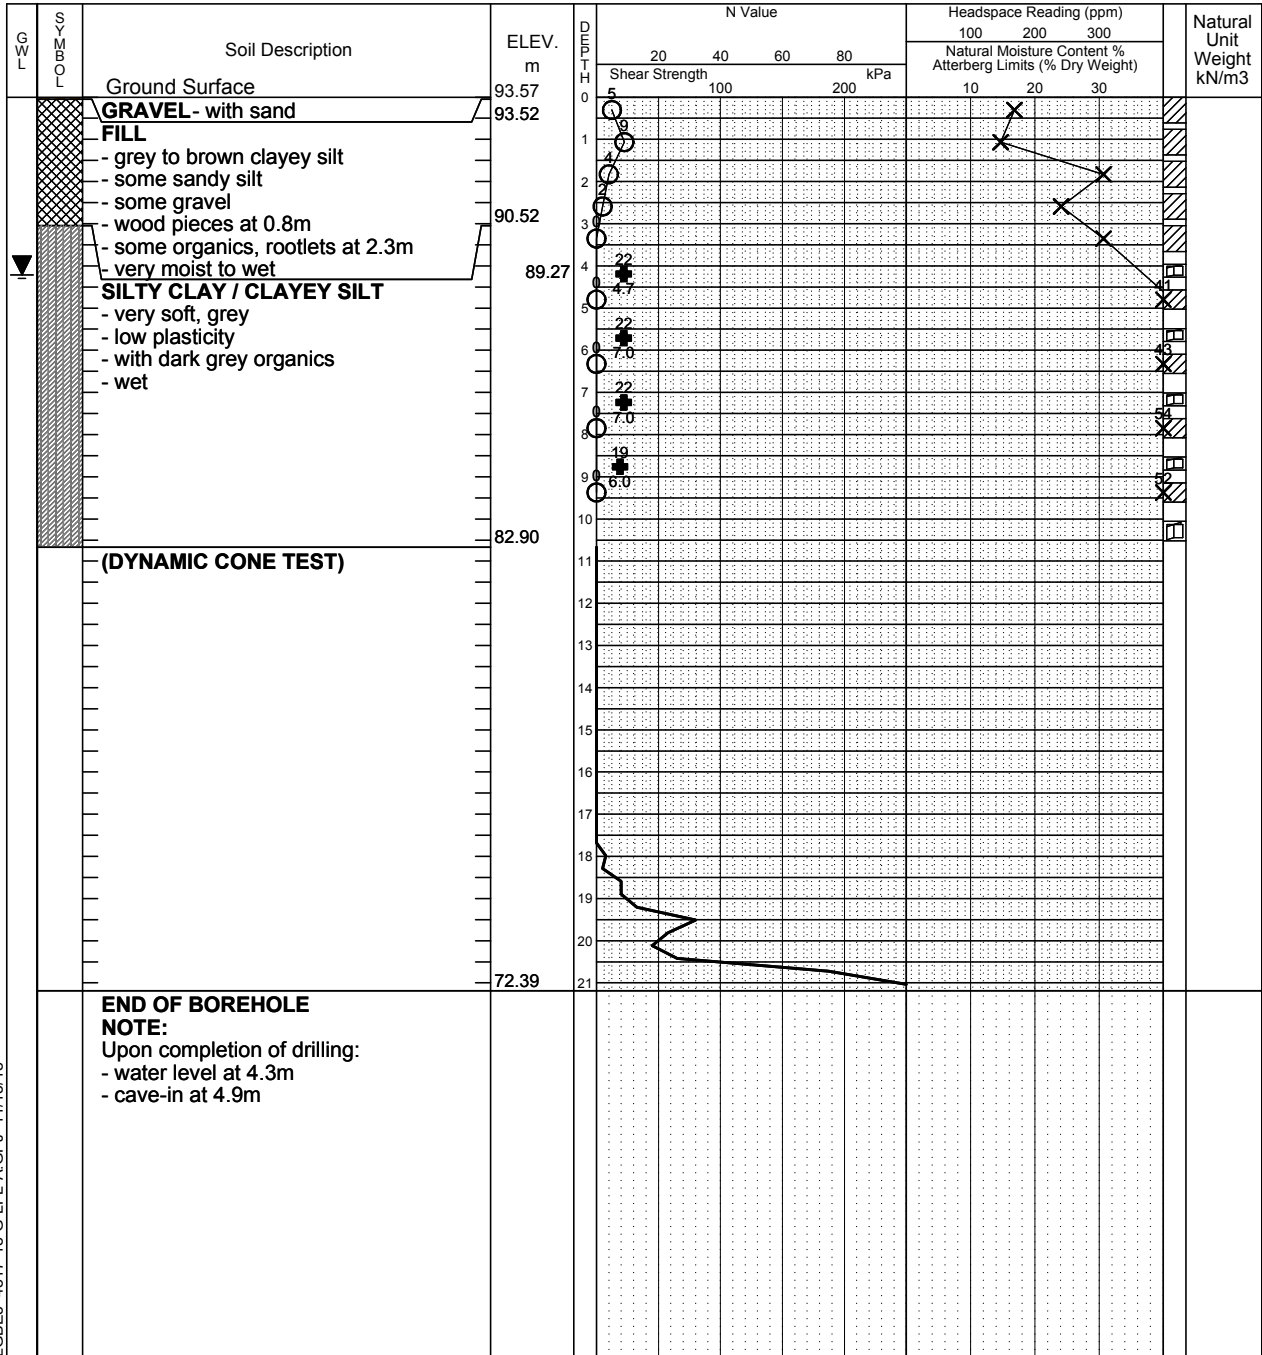 GWL
SYMBOL
Soil Description
Ground Surface
ELEV.
m
DEPTH
N Value
20 40 60 80
Shear Strength kPa
100 200
Headspace Reading (ppm)
100 200 300
Natural Moisture Content %
Atterberg Limits (% Dry Weight)
10 20 30
Natural
Unit
Weight
kN/m3
93.57
0
GRAVEL - with sand
93.52
5
FILL
9
1
- grey to brown clayey silt
4
- some sandy silt
2
- some gravel
2
90.52
- wood pieces at 0.8m
0
3
- some organics, rootlets at 2.3m
22
4
- very moist to wet
89.27
0
4.7
41
SILTY CLAY / CLAYEY SILT
5
- very soft, grey
22
- low plasticity
0
7.0
43
6
- with dark grey organics
- wet
22
7
0
7.0
54
8
19
0
6.0
52
9
10
82.90
(DYNAMIC CONE TEST)
11
12
13
14
15
16
17
18
19
20
72.39
21
END OF BOREHOLE
NOTE:
Upon completion of drilling:
- water level at 4.3m
- cave-in at 4.9m